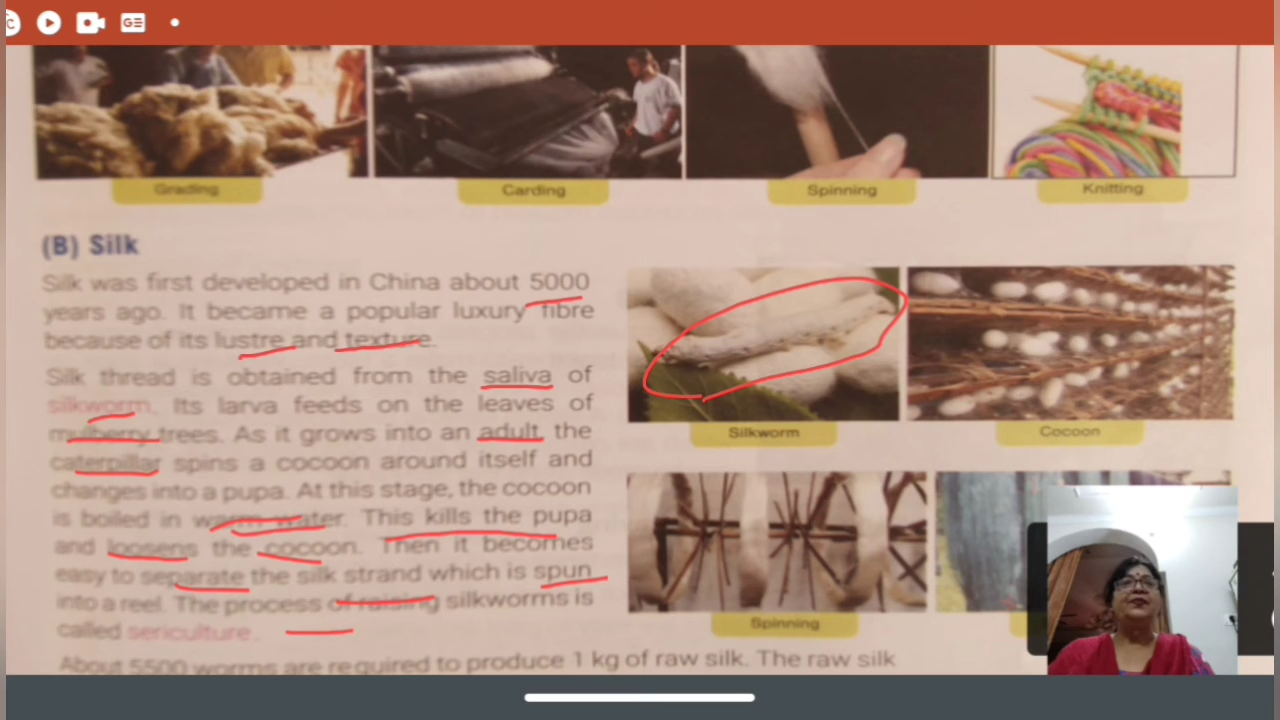 GE
Grading
Carding
Spinning
Knitting
(B) Silk
Silk was first developed in China about 5000
years ago. It became a popular luxury fibre
because of its lustre and texture.
Silk thread is obtained from the saliva of
silkworm. Its larva feeds on the leaves of
mulberry trees. As it grows into an adult, the
caterpillar spins a cocoon around itself and
changes into a pupa. At this stage, the cocoon
is boiled in warm water. This kills the pupa
and loosens the cocoon. Then it becomes
easy to separate the silk strand which is spun
into a reel. The process of raising silkworms is
called sericulture.
About 5500 worms are required to produce 1 kg of raw silk. The raw silk
Silkworm
Cocoon
Spinning